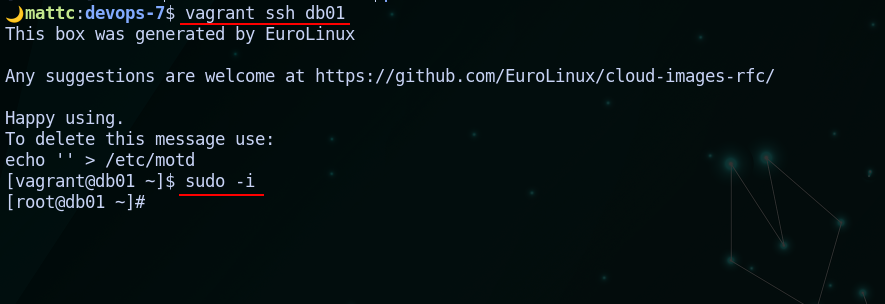 🌙mattc:devops-7$ vagrant ssh db01
This box was generated by EuroLinux
Any suggestions are welcome at https://github.com/EuroLinux/cloud-images-rfc/
Happy using.
To delete this message use:
echo '' > /etc/motd
[vagrant@db01 ~]$ sudo -i
[root@db01 ~]#